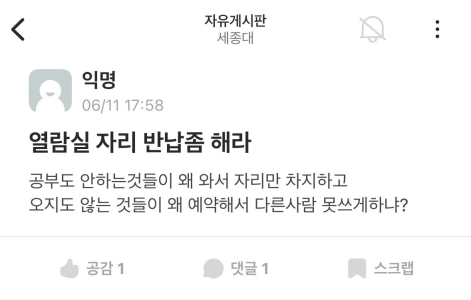 자유게시판
세종대
익명
06/11 17:58
열람실 자리 반납좀 해라
공부도 안하는것들이 왜 와서 자리만 차지하고
오지도 않는 것들이 왜 예약해서 다른사람 못쓰게하냐?
공감 1 댓글 1 스크랩